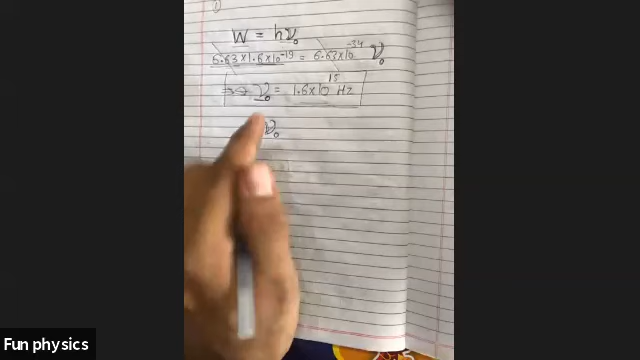 1)
W = hν₀
6.63×1.6×10⁻¹⁹ = 6.63×10⁻³⁴ ν₀
⇒ ν₀ = 1.6×10¹⁵ Hz
ν₀
Fun physics